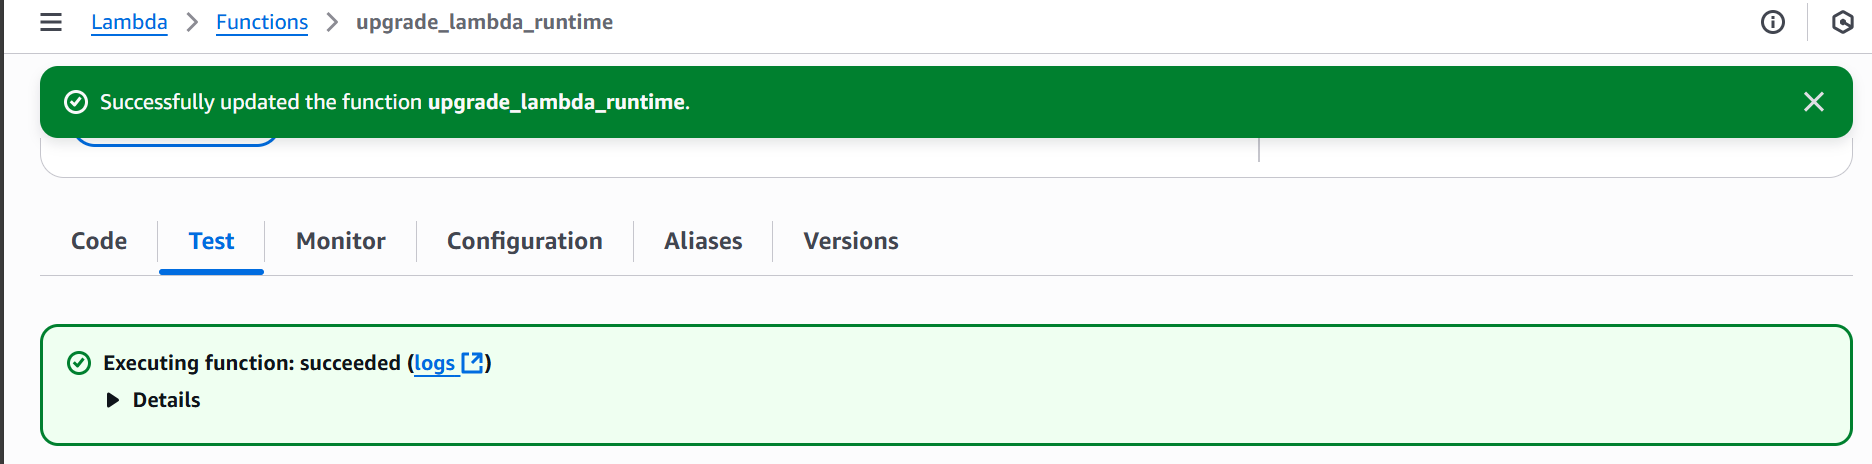 Lambda > Functions > upgrade_lambda_runtime
Successfully updated the function upgrade_lambda_runtime.
Code Test Monitor Configuration Aliases Versions
Executing function: succeeded (logs)
Details